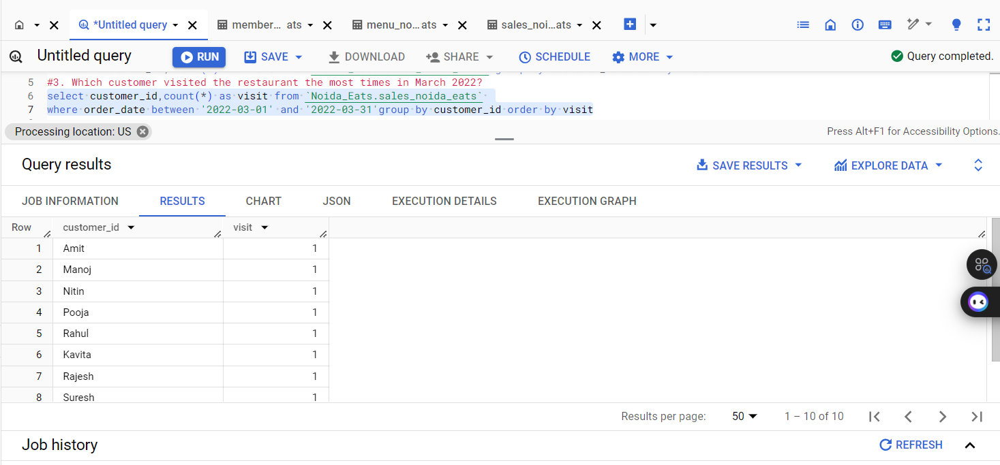 *Untitled query member... ats menu_no...ats sales_noi...ats
Untitled query RUN SAVE DOWNLOAD SHARE SCHEDULE MORE Query completed.
5 #3. Which customer visited the restaurant the most times in March 2022?
6 select customer_id,count(*) as visit from `Noida_Eats.sales_noida_eats`
7 where order_date between '2022-03-01' and '2022-03-31'group by customer_id order by visit
Processing location: US Press Alt+F1 for Accessibility Options.
Query results SAVE RESULTS EXPLORE DATA
JOB INFORMATION RESULTS CHART JSON EXECUTION DETAILS EXECUTION GRAPH
Row customer_id visit
1 Amit 1
2 Manoj 1
3 Nitin 1
4 Pooja 1
5 Rahul 1
6 Kavita 1
7 Rajesh 1
8 Suresh 1
Results per page: 50 1 – 10 of 10
Job history REFRESH